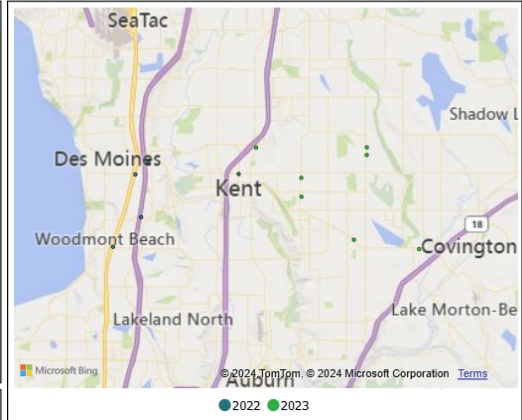 SeaTac
Shadow L
Des Moines
Kent
18
Woodmont Beach
Covington
Lakeland North
Lake Morton-Be
Microsoft Bing
© 2024 TomTom, © 2024 Microsoft Corporation Terms
Auburn
2022 2023